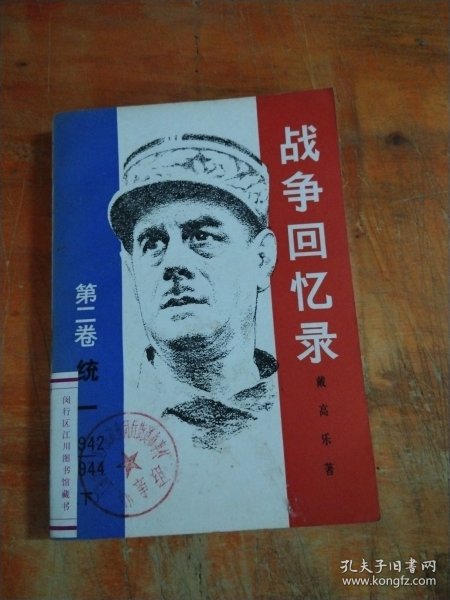 战争回忆录
戴高乐著
第二卷
统一
942
944
下
闵行区江川图书馆藏书
孔夫子旧书网
www.kongfz.com